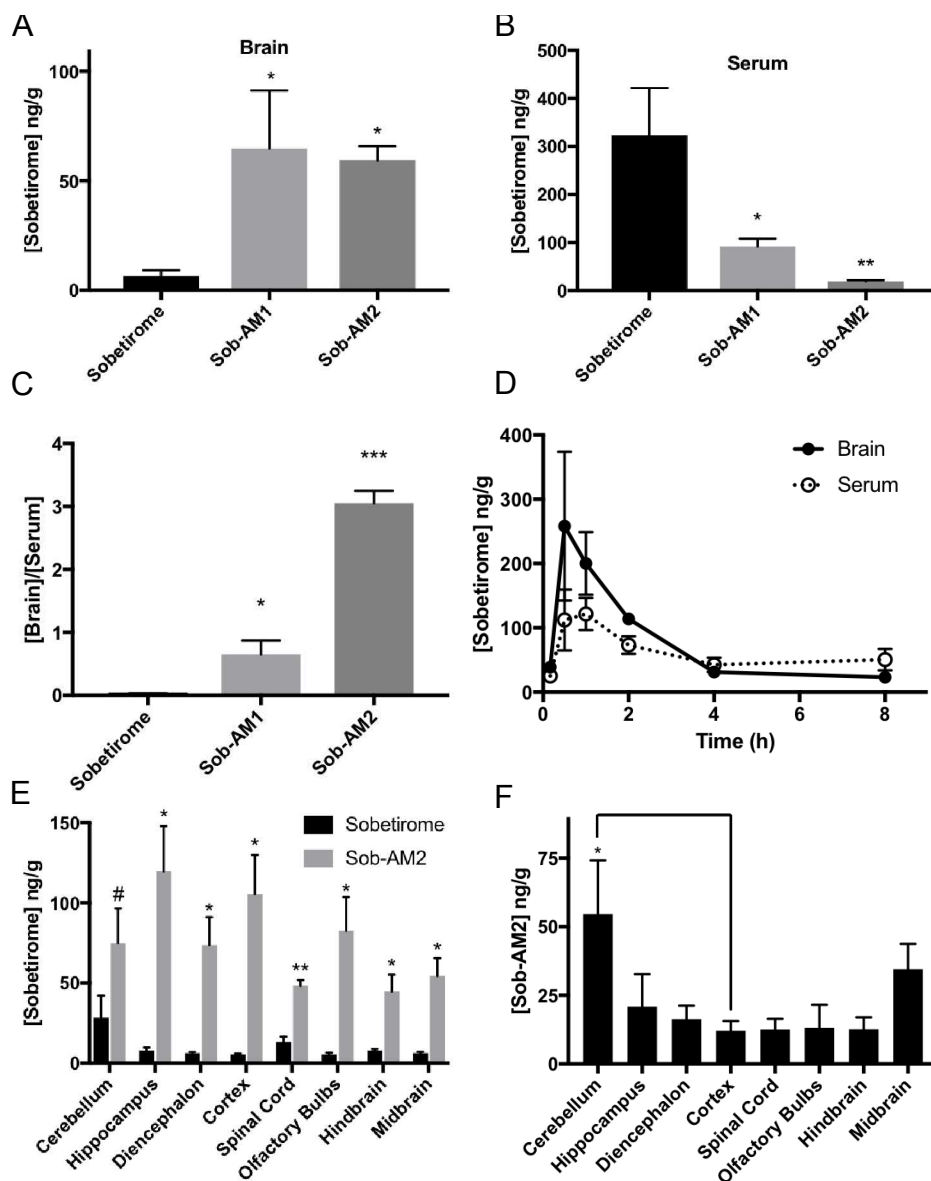 A
Brain
[Sobetirome] ng/g
100
50
0
*
*
Sobetirome
Sob-AM1
Sob-AM2
B
Serum
[Sobetirome] ng/g
500
400
300
200
100
0
*
**
Sobetirome
Sob-AM1
Sob-AM2
C
[Brain]/[Serum]
4
3
2
1
0
*
***
Sobetirome
Sob-AM1
Sob-AM2
D
[Sobetirome] ng/g
400
300
200
100
0
Brain
Serum
0 2 4 6 8
Time (h)
E
[Sobetirome] ng/g
150
100
50
0
Sobetirome
Sob-AM2
# * * * ** * * *
Cerebellum
Hippocampus
Diencephalon
Cortex
Spinal Cord
Olfactory Bulbs
Hindbrain
Midbrain
F
[Sob-AM2] ng/g
75
50
25
0
*
Cerebellum
Hippocampus
Diencephalon
Cortex
Spinal Cord
Olfactory Bulbs
Hindbrain
Midbrain